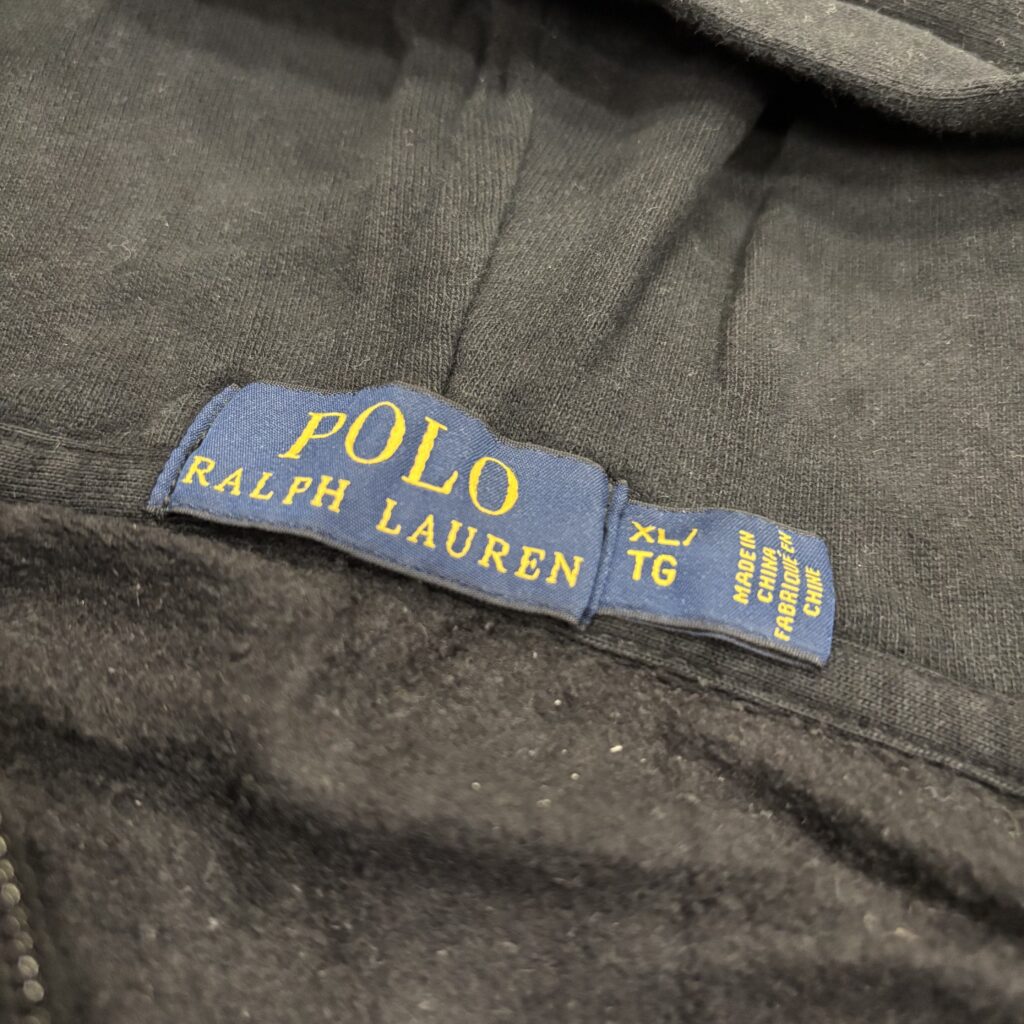 POLO
RALPH LAUREN
XL/
TG
MADE IN
CHINA
FABRIQUÉ EN
CHINE